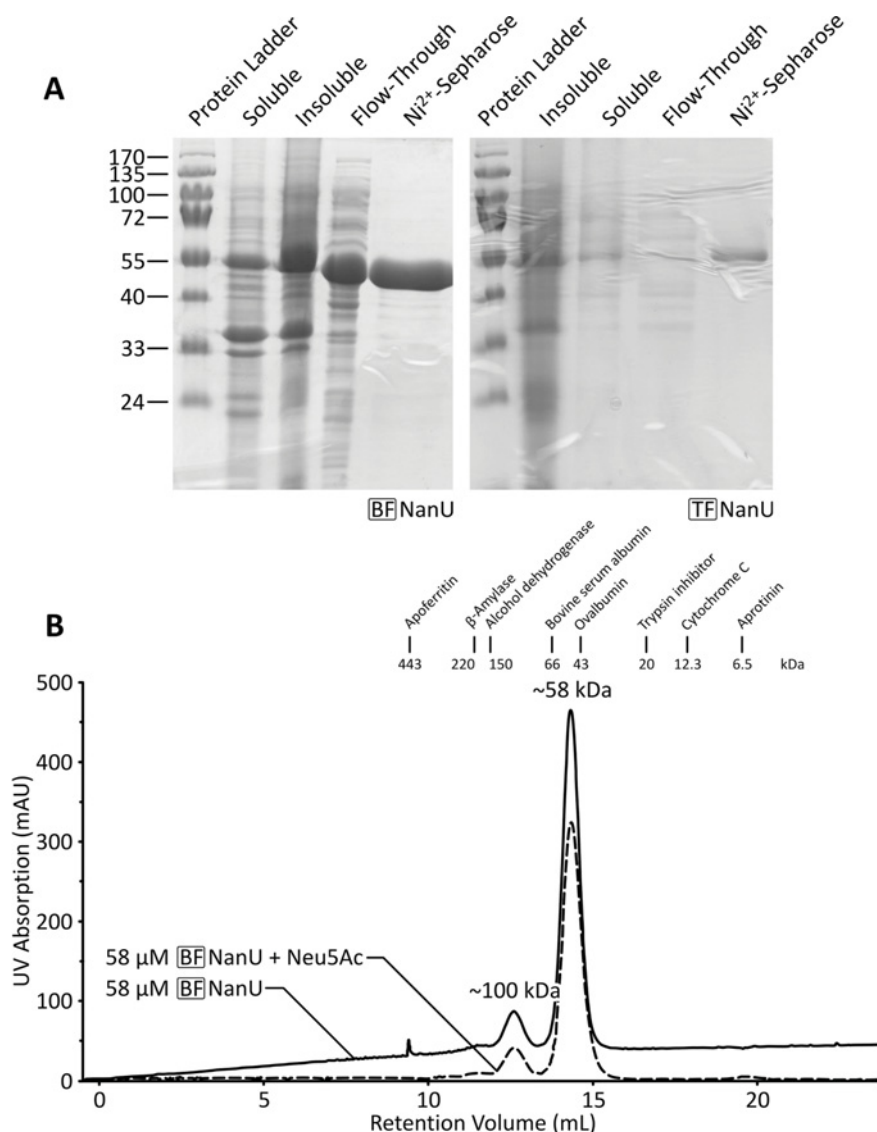 A
Protein Ladder
Soluble
Insoluble
Flow-Through
Ni²⁺-Sepharose
Protein Ladder
Insoluble
Soluble
Flow-Through
Ni²⁺-Sepharose
170
135
100
72
55
40
33
24
BF NanU
TF NanU
B
Apoferritin
β-Amylase
Alcohol dehydrogenase
Bovine serum albumin
Ovalbumin
Trypsin inhibitor
Cytochrome C
Aprotinin
443 220 150 66 43 20 12.3 6.5 kDa
~58 kDa
~100 kDa
58 µM BF NanU + Neu5Ac
58 µM BF NanU
UV Absorption (mAU)
500
400
300
200
100
0
0 5 10 15 20
Retention Volume (mL)